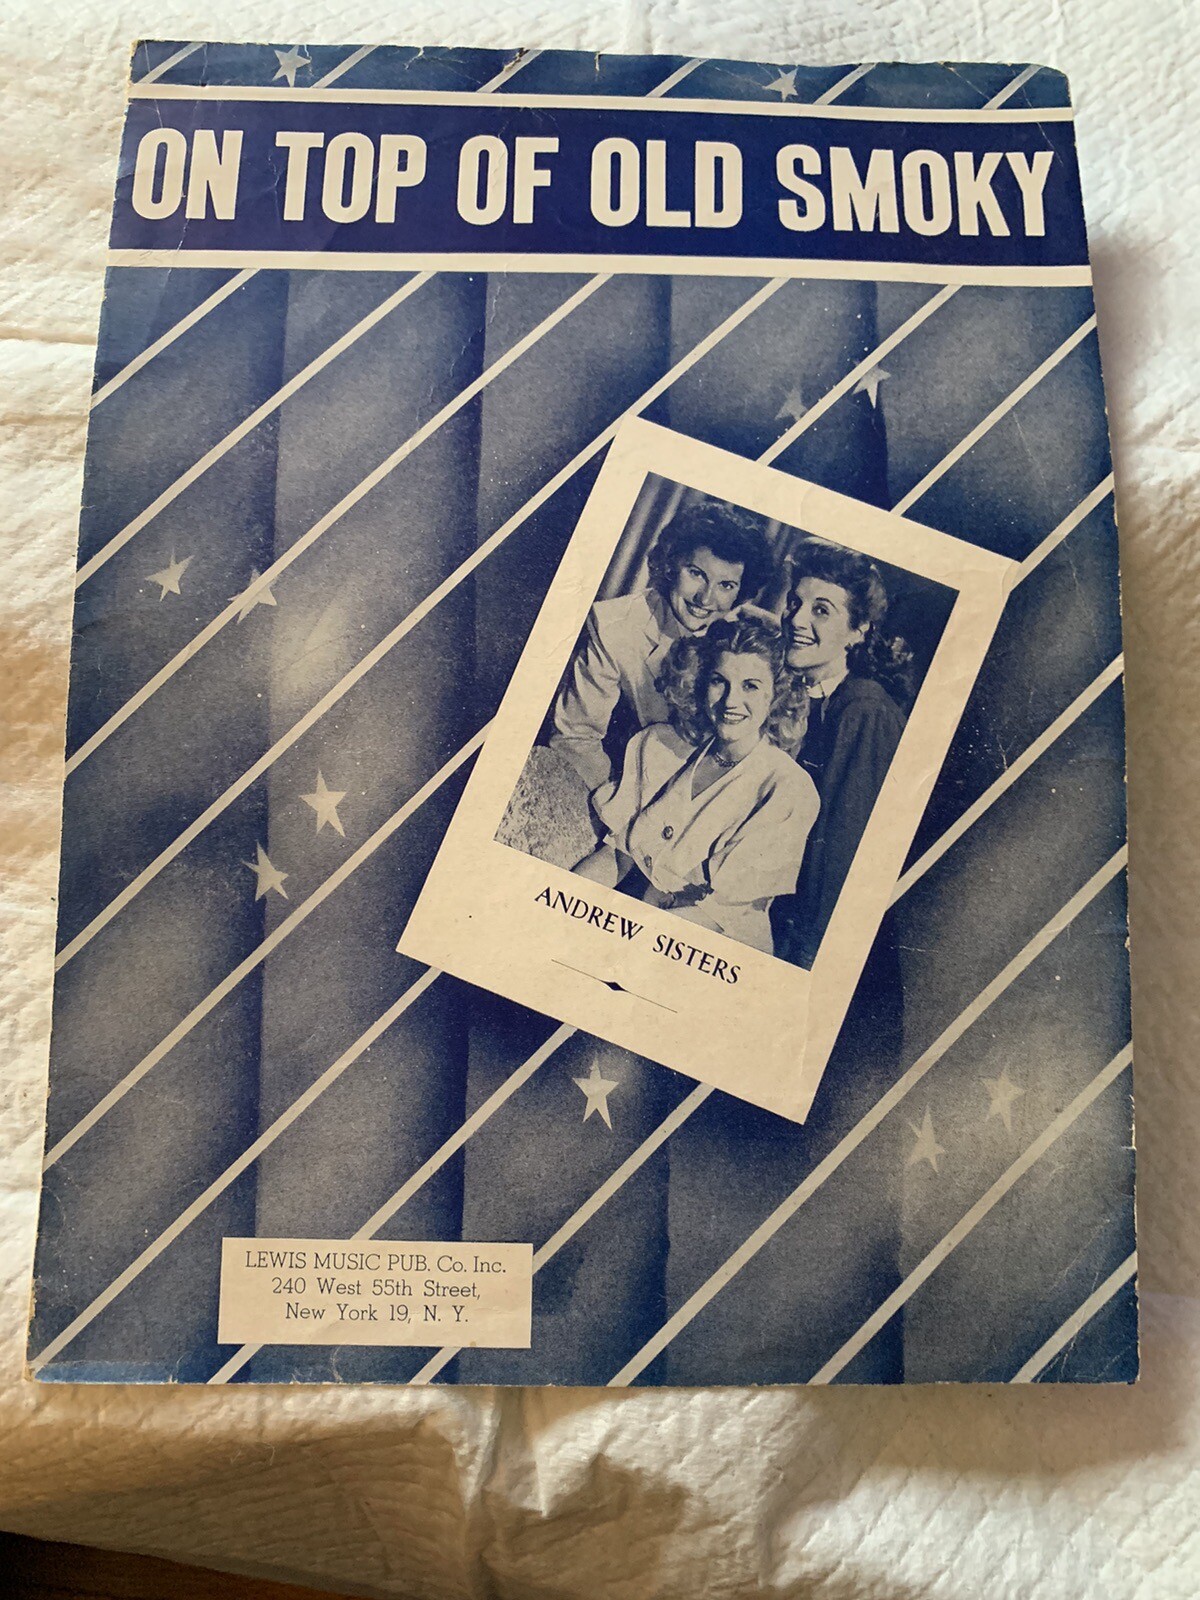 ON TOP OF OLD SMOKY
ANDREW SISTERS
LEWIS MUSIC PUB. Co. Inc.
240 West 55th Street,
New York 19, N. Y.